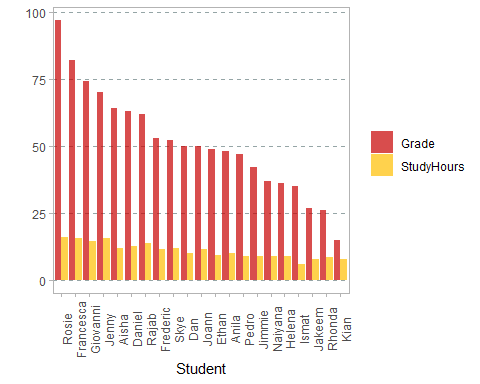 100
75
50
25
0
Rosie
Francesca
Giovanni
Jenny
Aisha
Daniel
Rajab
Frederic
Skye
Dan
Joann
Ethan
Anila
Pedro
Jimmie
Naiyana
Helena
Ismat
Jakeem
Rhonda
Kian
Student
Grade
StudyHours